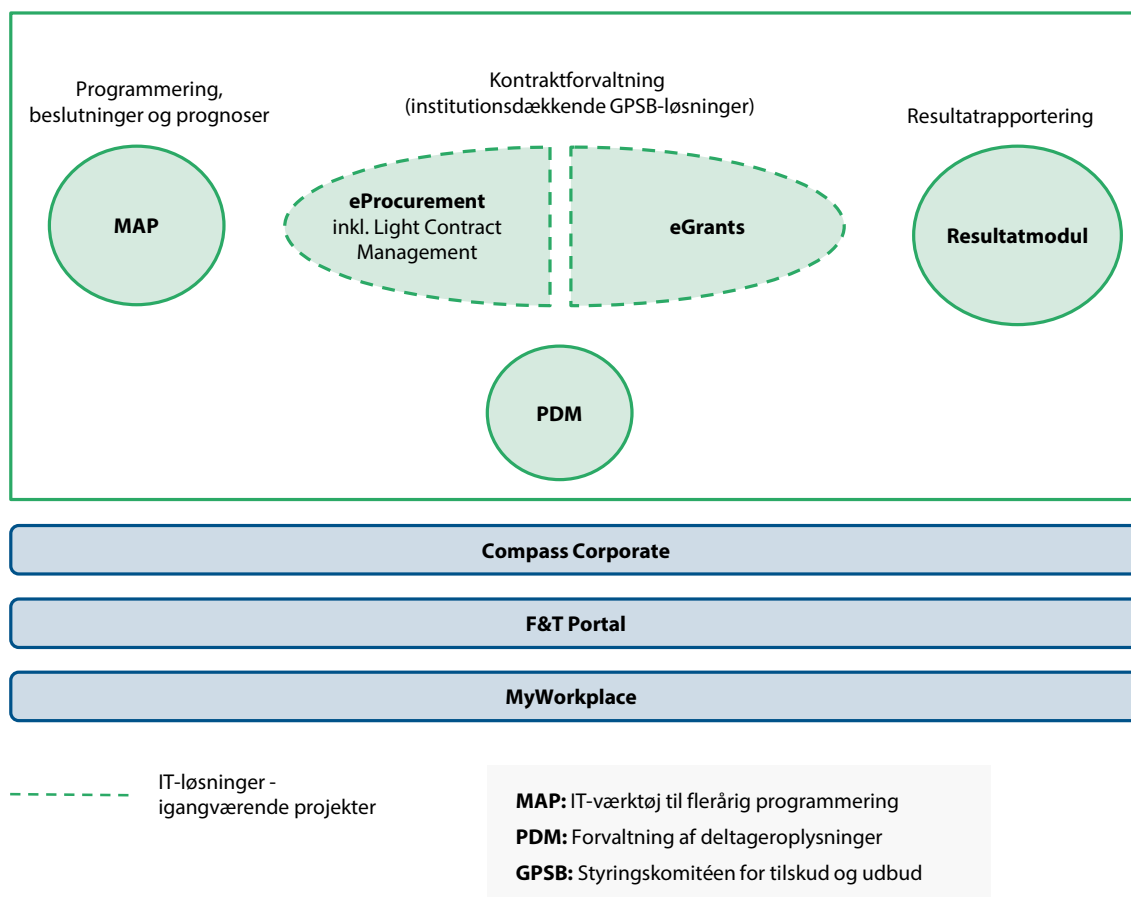 Programmering,
beslutninger og prognoser
Kontraktforvaltning
(institutionsdækkende GPSB-løsninger)
Resultatrapportering
MAP
eProcurement
inkl. Light Contract
Management
eGrants
Resultatmodul
PDM
Compass Corporate
F&T Portal
MyWorkplace
IT-løsninger -
igangværende projekter
MAP: IT-værktøj til flerårig programmering
PDM: Forvaltning af deltageroplysninger
GPSB: Styringskomitéen for tilskud og udbud